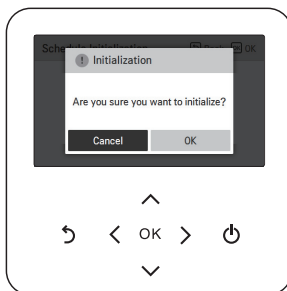 Schedule Initialization Back OK
Initialization
Are you sure you want to initialize?
Cancel OK
OK